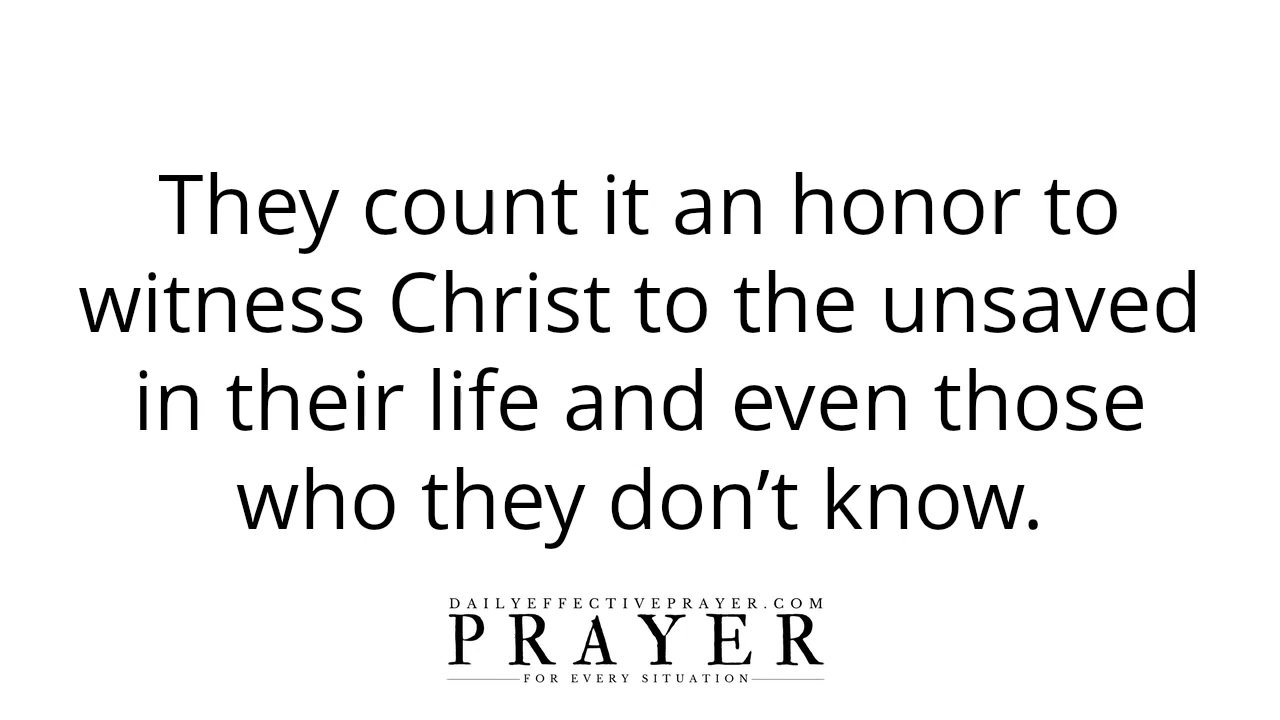 They count it an honor to
witness Christ to the unsaved
in their life and even those
who they don’t know.
DAILYEFFECTIVEPRAYER.COM
PRAYER
FOR EVERY SITUATION